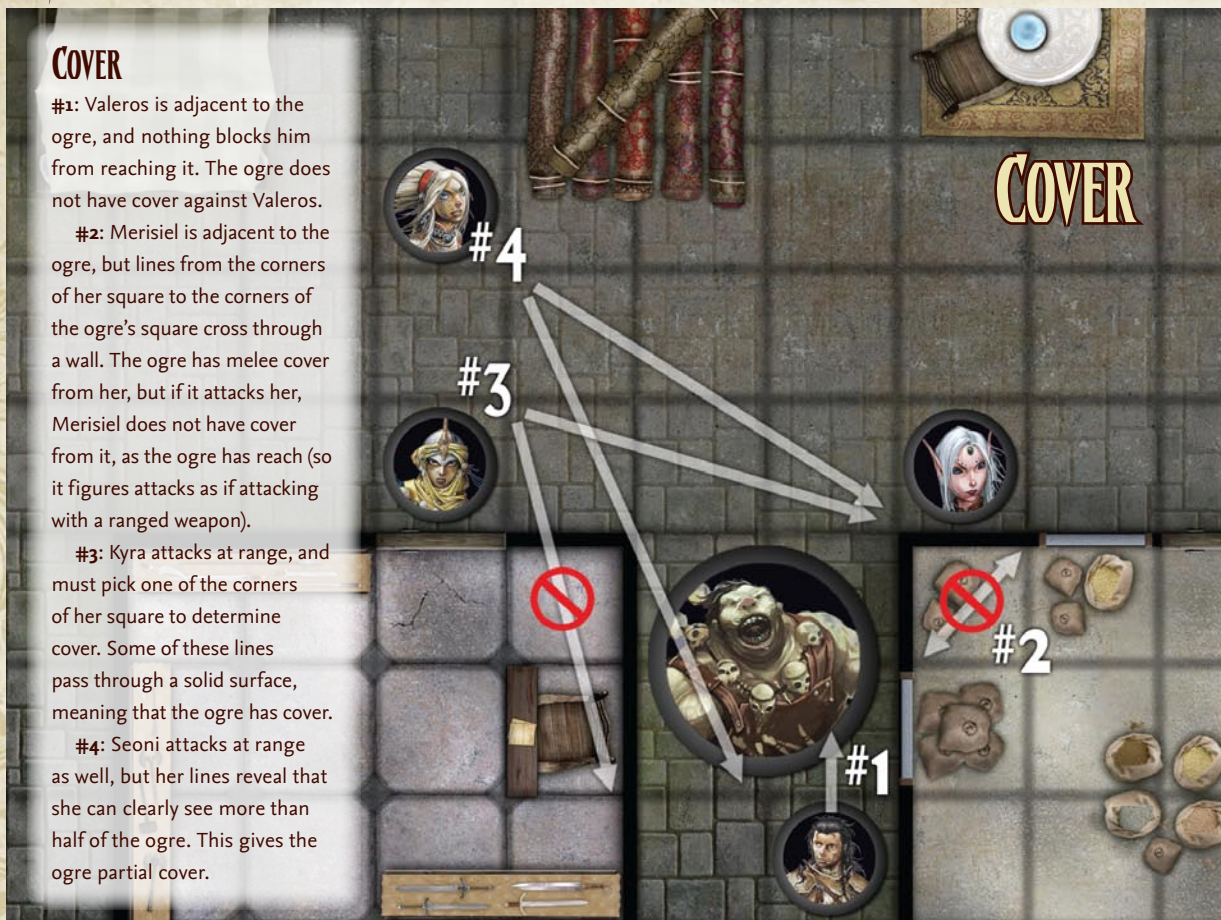 COVER
#1: Valeros is adjacent to the
ogre, and nothing blocks him
from reaching it. The ogre does
not have cover against Valeros.
#2: Merisiel is adjacent to the
ogre, but lines from the corners
of her square to the corners of
the ogre’s square cross through
a wall. The ogre has melee cover
from her, but if it attacks her,
Merisiel does not have cover
from it, as the ogre has reach (so
it figures attacks as if attacking
with a ranged weapon).
#3: Kyra attacks at range, and
must pick one of the corners
of her square to determine
cover. Some of these lines
pass through a solid surface,
meaning that the ogre has cover.
#4: Seoni attacks at range
as well, but her lines reveal that
she can clearly see more than
half of the ogre. This gives the
ogre partial cover.
COVER
#4
#3
#2
#1